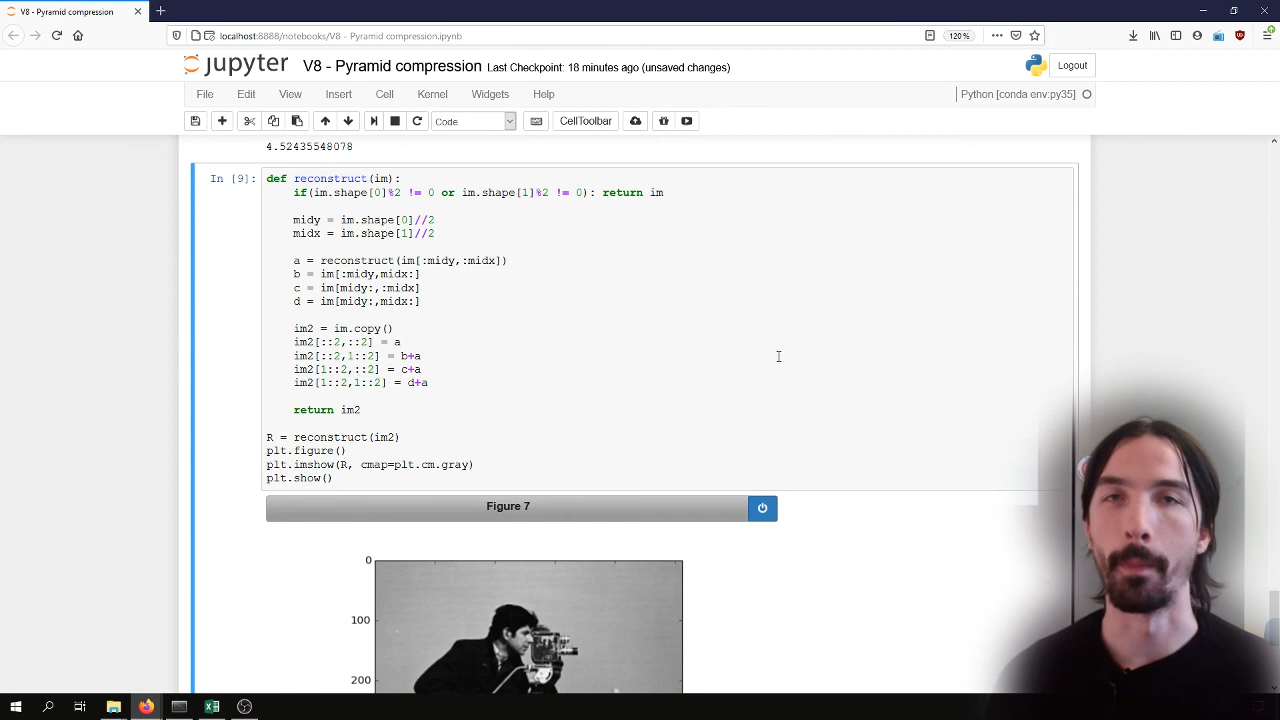 V8 - Pyramid compression
localhost:8888/notebooks/V8 - Pyramid compression.ipynb
120%
jupyter V8 - Pyramid compression Last Checkpoint: 18 minutes ago (unsaved changes)
Logout
File Edit View Insert Cell Kernel Widgets Help
Python [conda env:py35]
Code
CellToolbar
4.52435548078
In [9]: def reconstruct(im):
if(im.shape[0]%2 != 0 or im.shape[1]%2 != 0): return im
midy = im.shape[0]//2
midx = im.shape[1]//2
a = reconstruct(im[:midy,:midx])
b = im[:midy,midx:]
c = im[midy:,:midx]
d = im[midy:,midx:]
im2 = im.copy()
im2[::2,::2] = a
im2[::2,1::2] = b+a
im2[1::2,::2] = c+a
im2[1::2,1::2] = d+a
return im2
R = reconstruct(im2)
plt.figure()
plt.imshow(R, cmap=plt.cm.gray)
plt.show()
Figure 7
0
100
200